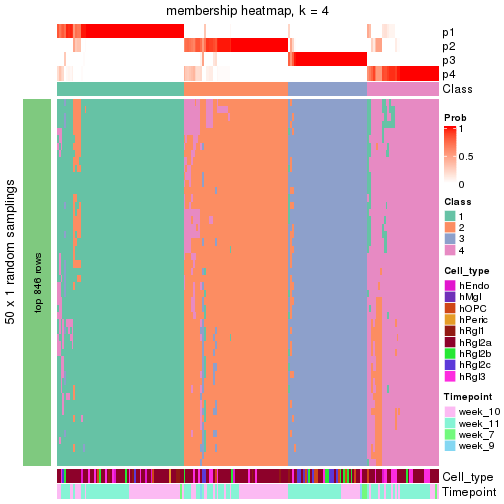 membership heatmap, k = 4
p1
p2
p3
p4
Class
50 x 1 random samplings
top 846 rows
Prob
1
0.5
0
Class
1
2
3
4
Cell_type
hEndo
hMgl
hOPC
hPeric
hRgl1
hRgl2a
hRgl2b
hRgl2c
hRgl3
Timepoint
week_10
week_11
week_7
week_9
Cell_type
Timepoint